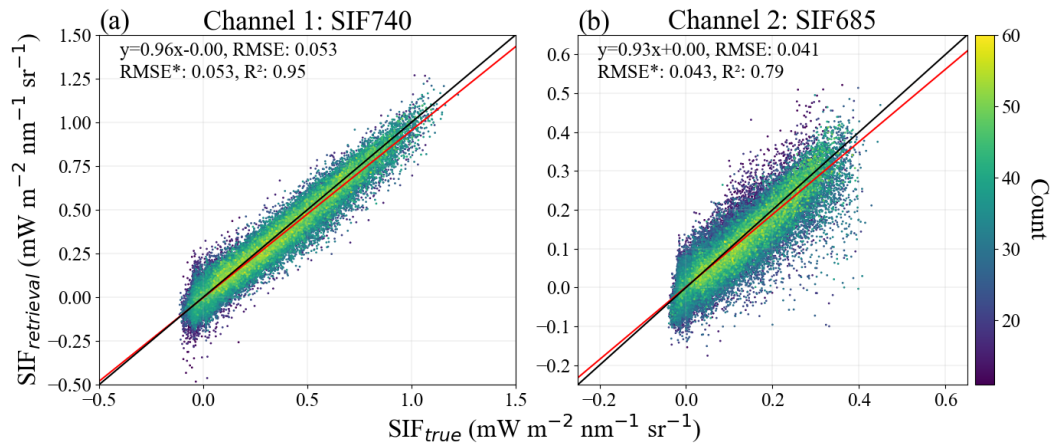 (a) Channel 1: SIF740
y=0.96x-0.00, RMSE: 0.053
RMSE*: 0.053, R²: 0.95
1.50
1.25
1.00
0.75
0.50
0.25
0.00
−0.25
−0.50
−0.5 0.0 0.5 1.0 1.5
SIF_retrieval (mW m⁻² nm⁻¹ sr⁻¹)
(b) Channel 2: SIF685
y=0.93x+0.00, RMSE: 0.041
RMSE*: 0.043, R²: 0.79
0.6
0.5
0.4
0.3
0.2
0.1
0.0
−0.1
−0.2
−0.2 0.0 0.2 0.4 0.6
SIF_true (mW m⁻² nm⁻¹ sr⁻¹)
60
50
40
30
20
Count